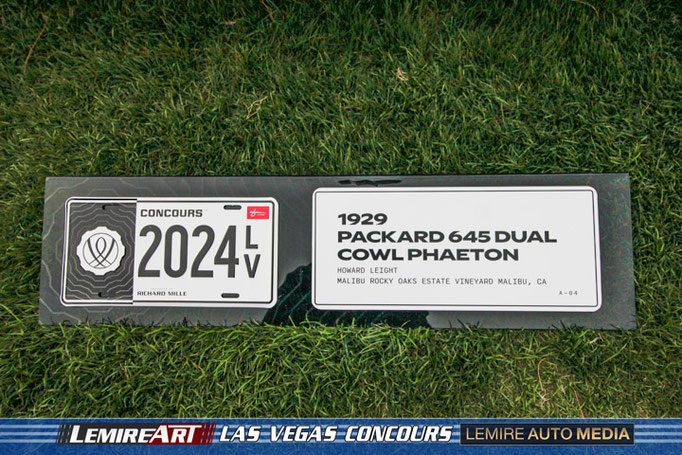 CONCOURS
2024 LV
RICHARD MILLE
1929
PACKARD 645 DUAL
COWL PHAETON
HOWARD LEIGHT
MALIBU ROCKY OAKS ESTATE VINEYARD MALIBU, CA
A-04
LEMIREART LAS VEGAS CONCOURS LEMIRE AUTO MEDIA